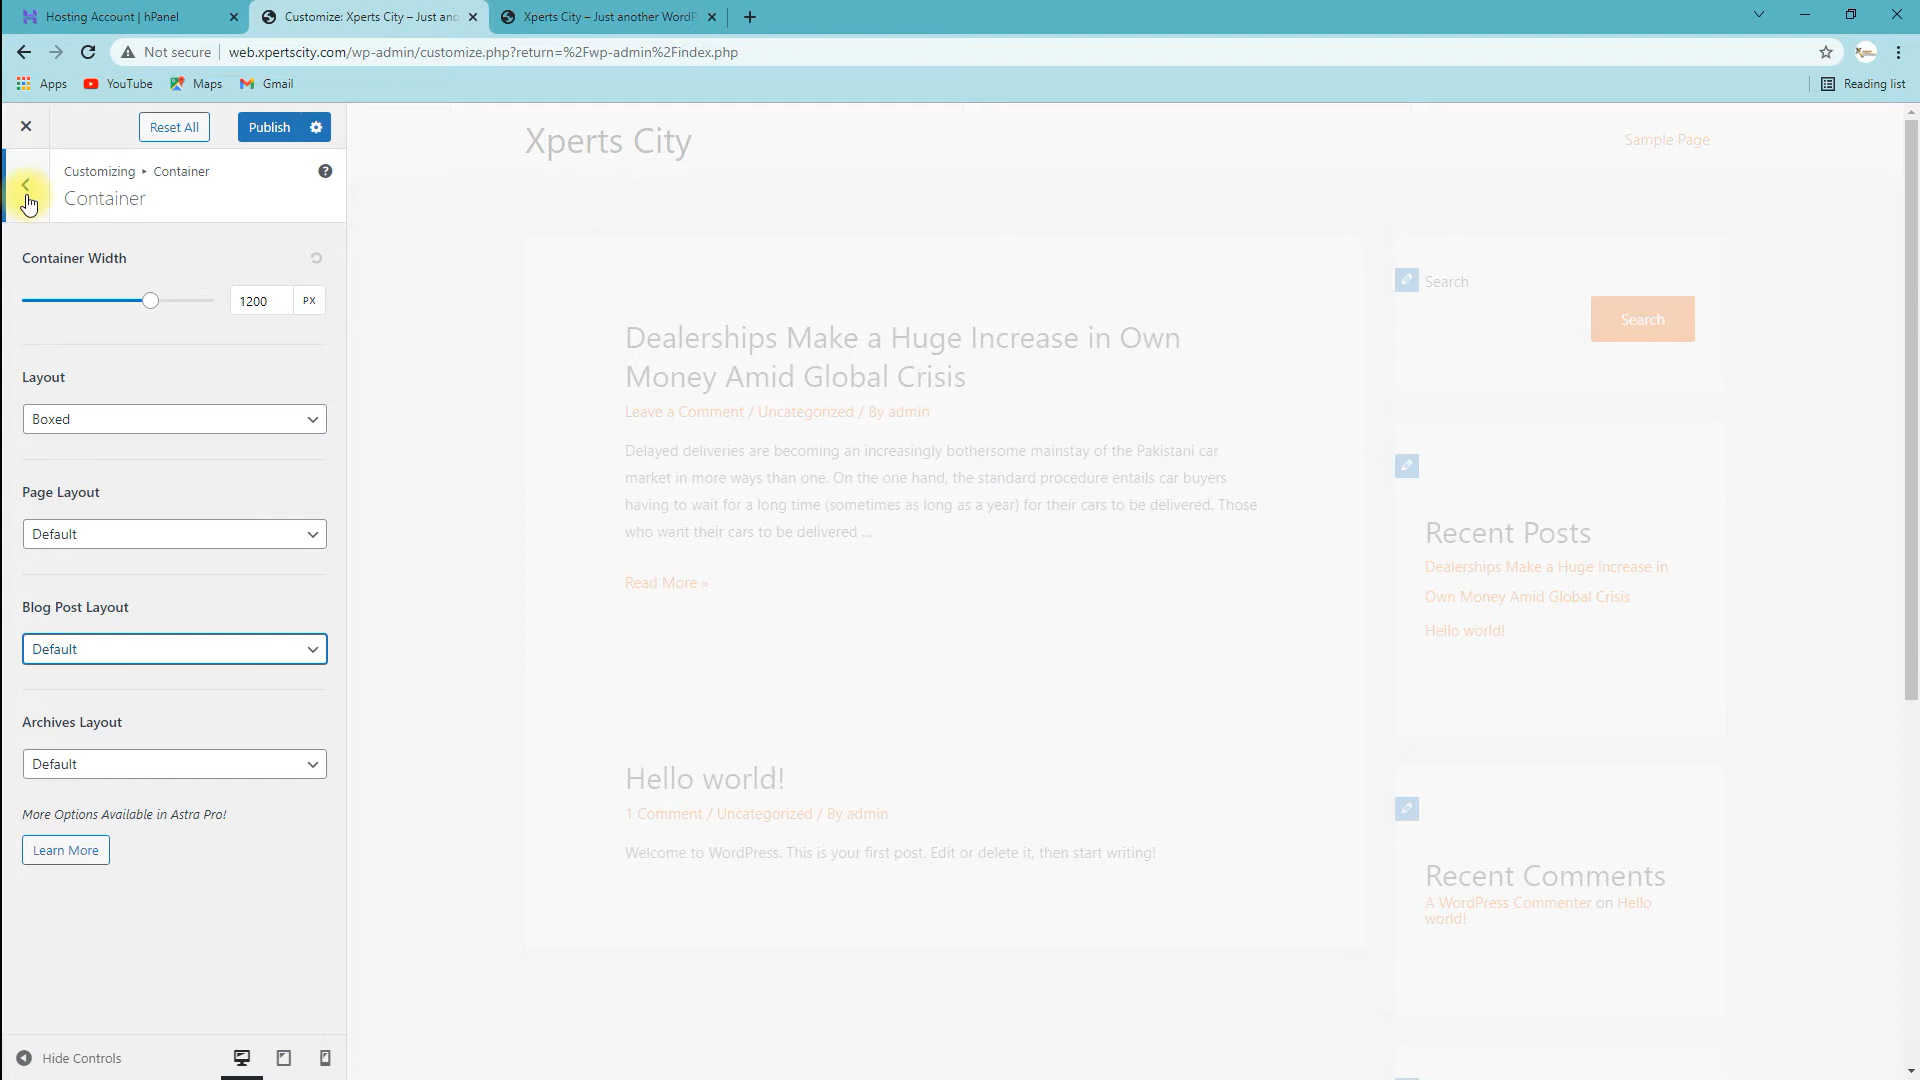 Hosting Account | hPanel
Customize: Xperts City – Just ano
Xperts City – Just another WordP
Not secure
web.xpertscity.com/wp-admin/customize.php?return=%2Fwp-admin%2Findex.php
Apps
YouTube
Maps
Gmail
Reading list
Reset All
Publish
Customizing ▸ Container
Container
Container Width
1200
PX
Layout
Boxed
Page Layout
Default
Blog Post Layout
Default
Archives Layout
Default
More Options Available in Astra Pro!
Learn More
Hide Controls
Xperts City
Sample Page
Dealerships Make a Huge Increase in Own
Money Amid Global Crisis
Leave a Comment / Uncategorized / By admin
Delayed deliveries are becoming an increasingly bothersome mainstay of the Pakistani car
market in more ways than one. On the one hand, the standard procedure entails car buyers
having to wait for a long time (sometimes as long as a year) for their cars to be delivered. Those
who want their cars to be delivered …
Read More »
Hello world!
1 Comment / Uncategorized / By admin
Welcome to WordPress. This is your first post. Edit or delete it, then start writing!
Search
Search
Recent Posts
Dealerships Make a Huge Increase in
Own Money Amid Global Crisis
Hello world!
Recent Comments
A WordPress Commenter on Hello
world!